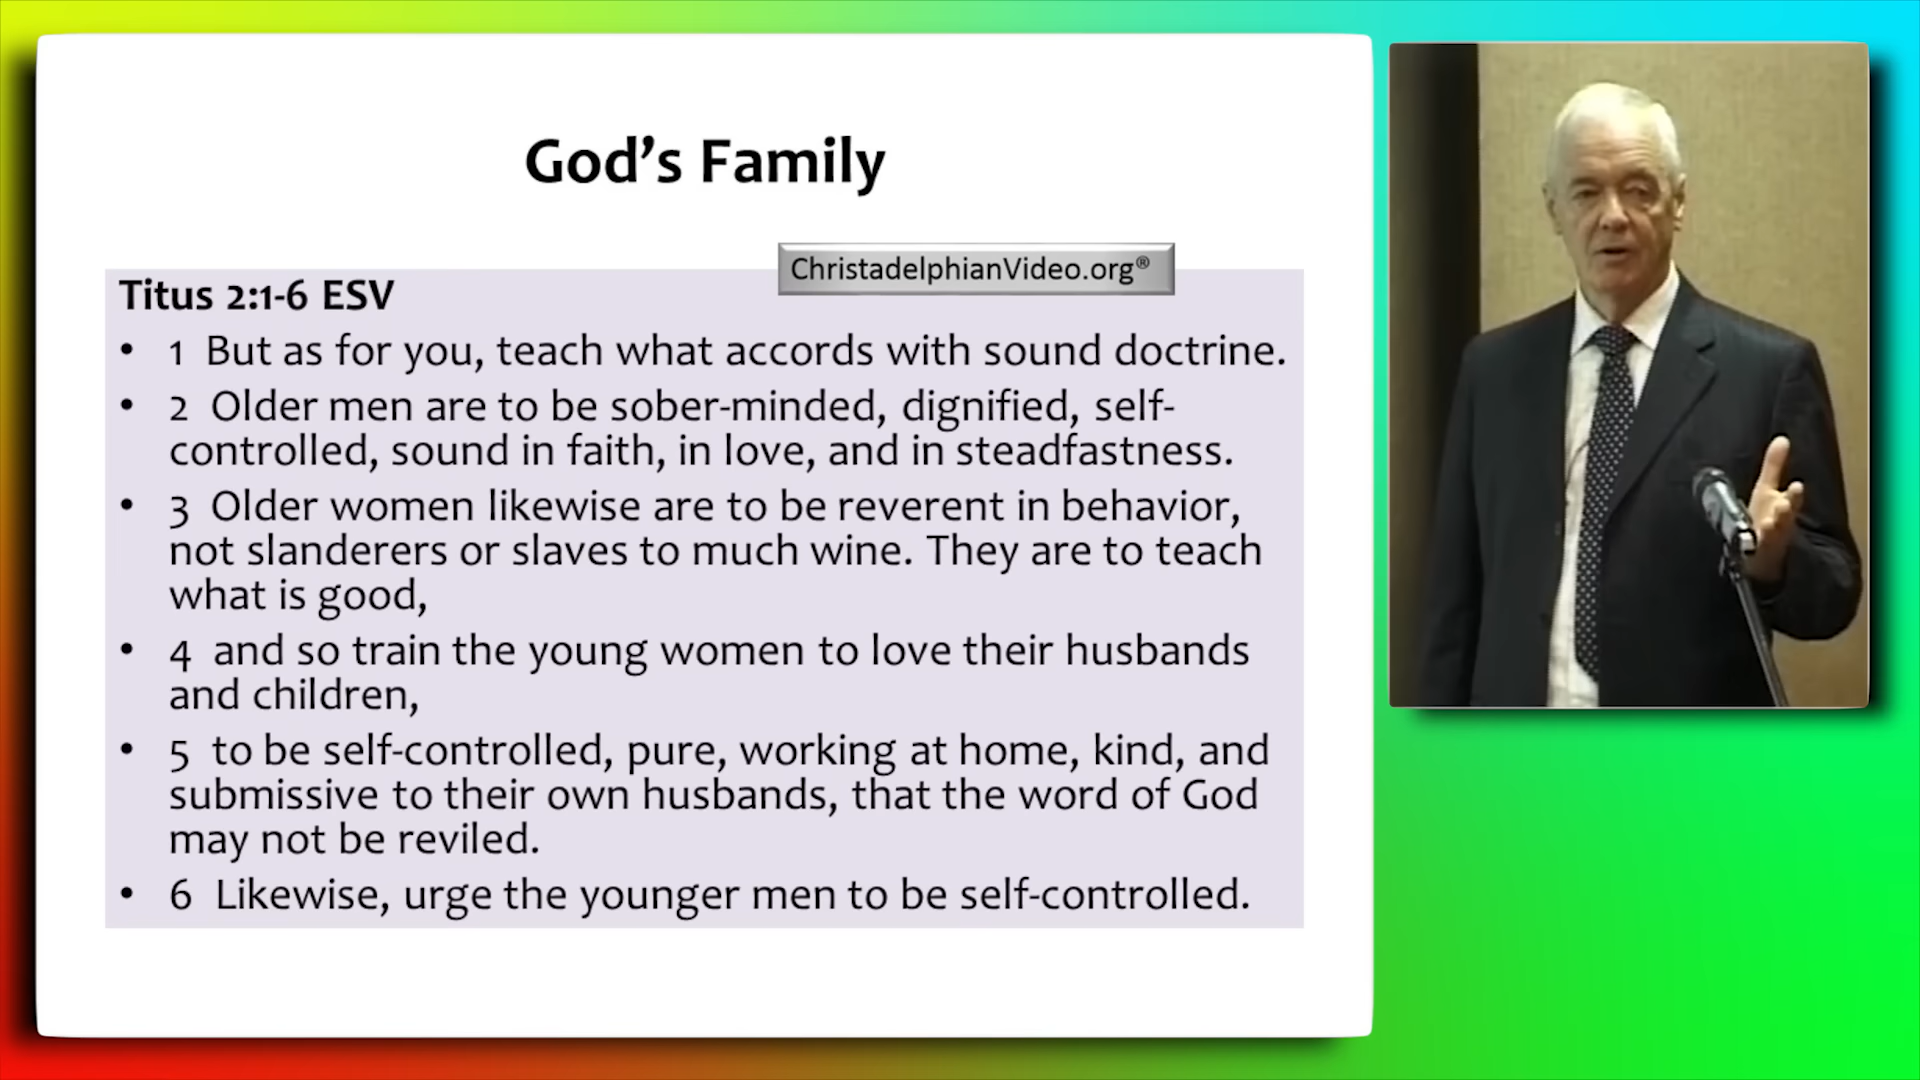 God's Family
ChristadelphianVideo.org®
Titus 2:1-6 ESV
• 1 But as for you, teach what accords with sound doctrine.
• 2 Older men are to be sober-minded, dignified, self-
controlled, sound in faith, in love, and in steadfastness.
• 3 Older women likewise are to be reverent in behavior,
not slanderers or slaves to much wine. They are to teach
what is good,
• 4 and so train the young women to love their husbands
and children,
• 5 to be self-controlled, pure, working at home, kind, and
submissive to their own husbands, that the word of God
may not be reviled.
• 6 Likewise, urge the younger men to be self-controlled.